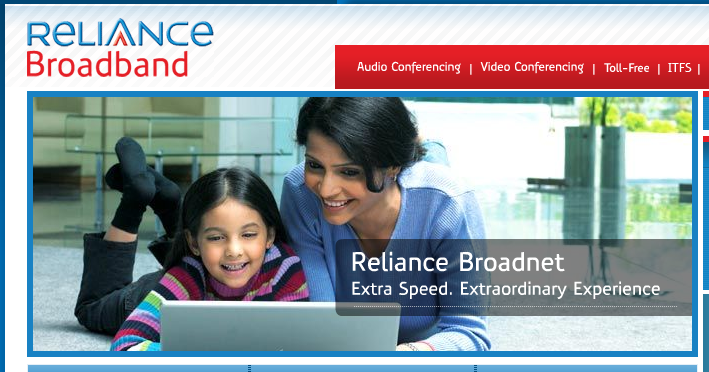 RELIANCE
Broadband
Audio Conferencing | Video Conferencing | Toll-Free | ITFS |
Reliance Broadnet
Extra Speed. Extraordinary Experience